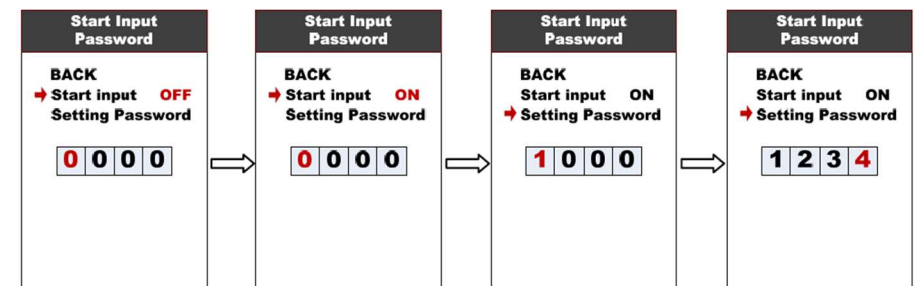 Start Input
Password
BACK
Start input OFF
Setting Password
0 0 0 0
Start Input
Password
BACK
Start input ON
Setting Password
0 0 0 0
Start Input
Password
BACK
Start input ON
Setting Password
1 0 0 0
Start Input
Password
BACK
Start input ON
Setting Password
1 2 3 4